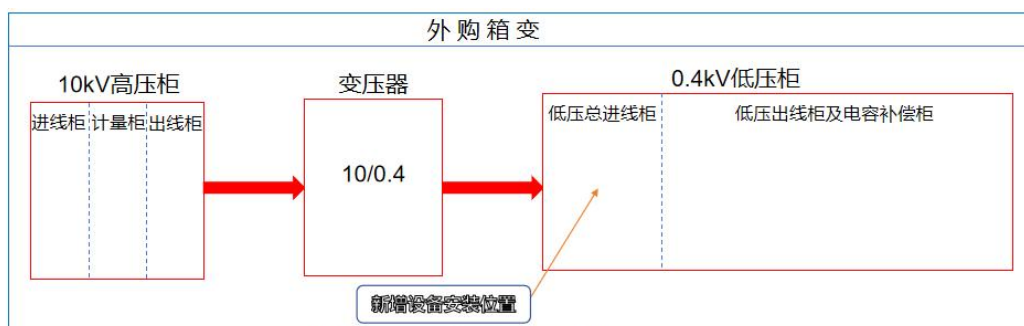 外购箱变
10kV高压柜
变压器
0.4kV低压柜
进线柜
计量柜
出线柜
低压总进线柜
低压出线柜及电容补偿柜
10/0.4
新增设备安装位置